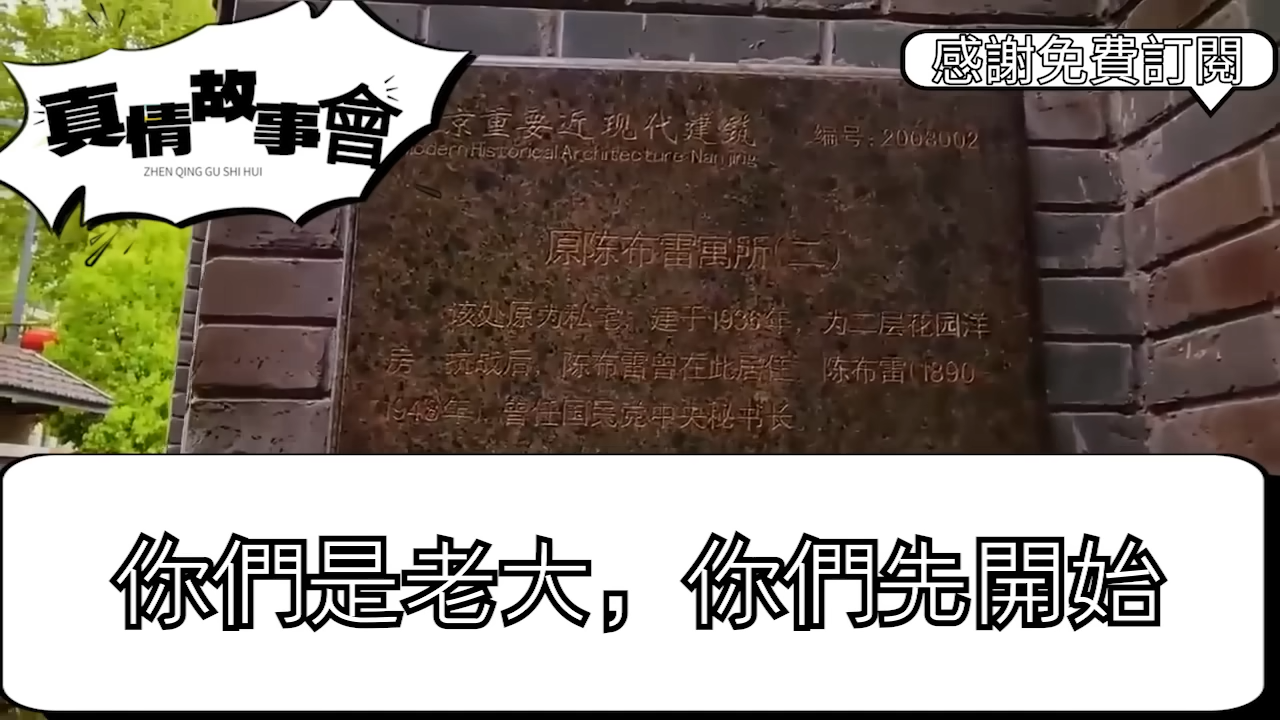 真情故事會
ZHEN QING GU SHI HUI
感謝免費訂閱
京重要近现代建筑
编号:2008002
Modern Historical Architecture Nanjing
原陈布雷寓所(二)
该处原为私宅，建于1936年，为二层花园洋
房。抗战后，陈布雷曾在此居住。陈布雷(1890
1948年)，曾任国民党中央秘书长
你們是老大，你們先開始